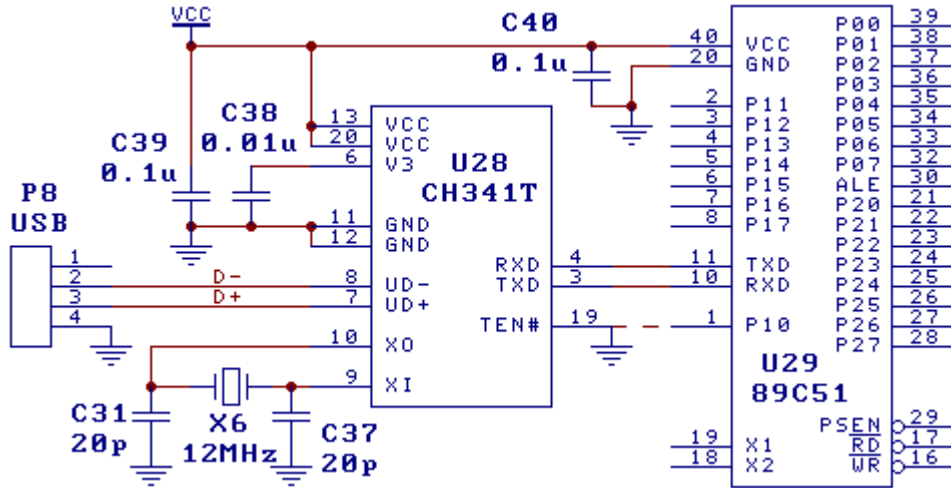 VCC
C40
0.1u
C39
0.1u
C38
0.01u
P8
USB
1
2
3
4
D-
D+
13 VCC
20 VCC
6 V3
11 GND
12 GND
8 UD-
7 UD+
10 XO
9 XI
U28
CH341T
RXD 4
TXD 3
TEN# 19
C31
20p
X6
12MHz
C37
20p
40 VCC
20 GND
2 P11
3 P12
4 P13
5 P14
6 P15
7 P16
8 P17
11 TXD
10 RXD
1 P10
U29
89C51
19 X1
18 X2
P00 39
P01 38
P02 37
P03 36
P04 35
P05 34
P06 33
P07 32
ALE 30
P20 21
P21 22
P22 23
P23 24
P24 25
P25 26
P26 27
P27 28
PSEN 29
RD 17
WR 16